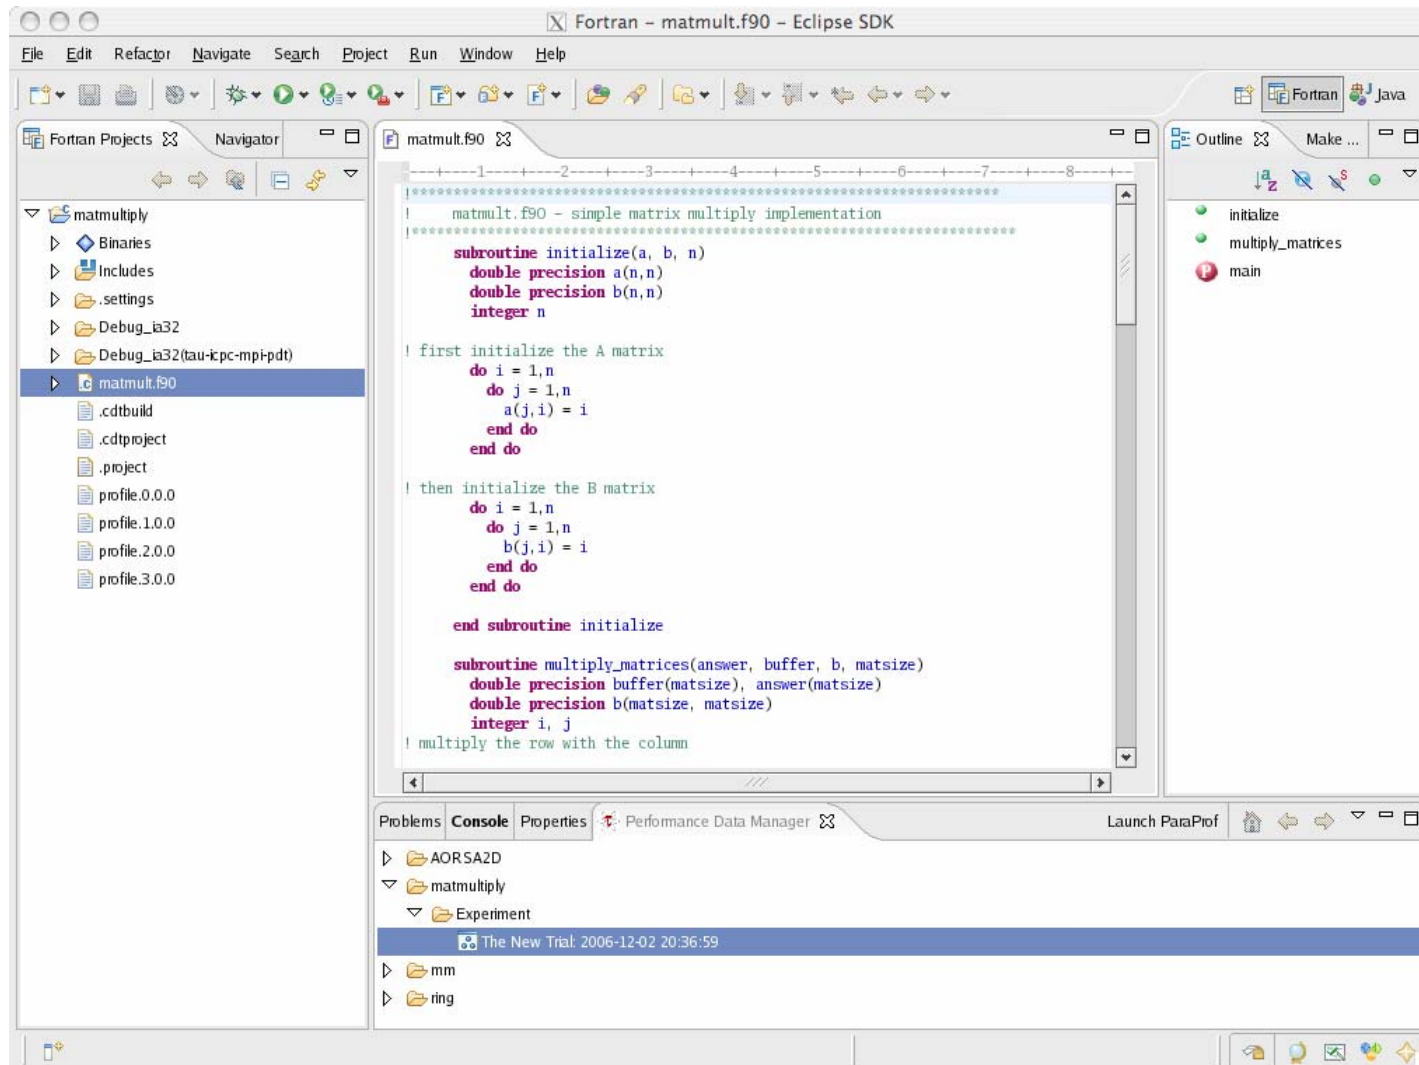 Fortran – matmult.f90 – Eclipse SDK
File Edit Refactor Navigate Search Project Run Window Help
Fortran Java
Fortran Projects Navigator
matmultiply
Binaries
Includes
.settings
Debug_ia32
Debug_ia32(tau-icpc-mpi-pdt)
matmult.f90
.cdtbuild
.cdtproject
.project
profile.0.0.0
profile.1.0.0
profile.2.0.0
profile.3.0.0
matmult.f90
----+----1----+----2----+----3----+----4----+----5----+----6----+----7----+----8----+--
!***********************************************************************
!     matmult.f90 - simple matrix multiply implementation
!*************************************************************************
      subroutine initialize(a, b, n)
        double precision a(n,n)
        double precision b(n,n)
        integer n
! first initialize the A matrix
        do i = 1,n
          do j = 1,n
            a(j,i) = i
          end do
        end do
! then initialize the B matrix
        do i = 1,n
          do j = 1,n
            b(j,i) = i
          end do
        end do
      end subroutine initialize
      subroutine multiply_matrices(answer, buffer, b, matsize)
        double precision buffer(matsize), answer(matsize)
        double precision b(matsize, matsize)
        integer i, j
! multiply the row with the column
Outline Make ...
initialize
multiply_matrices
main
Problems Console Properties Performance Data Manager Launch ParaProf
AORSA2D
matmultiply
Experiment
The New Trial: 2006-12-02 20:36:59
mm
ring